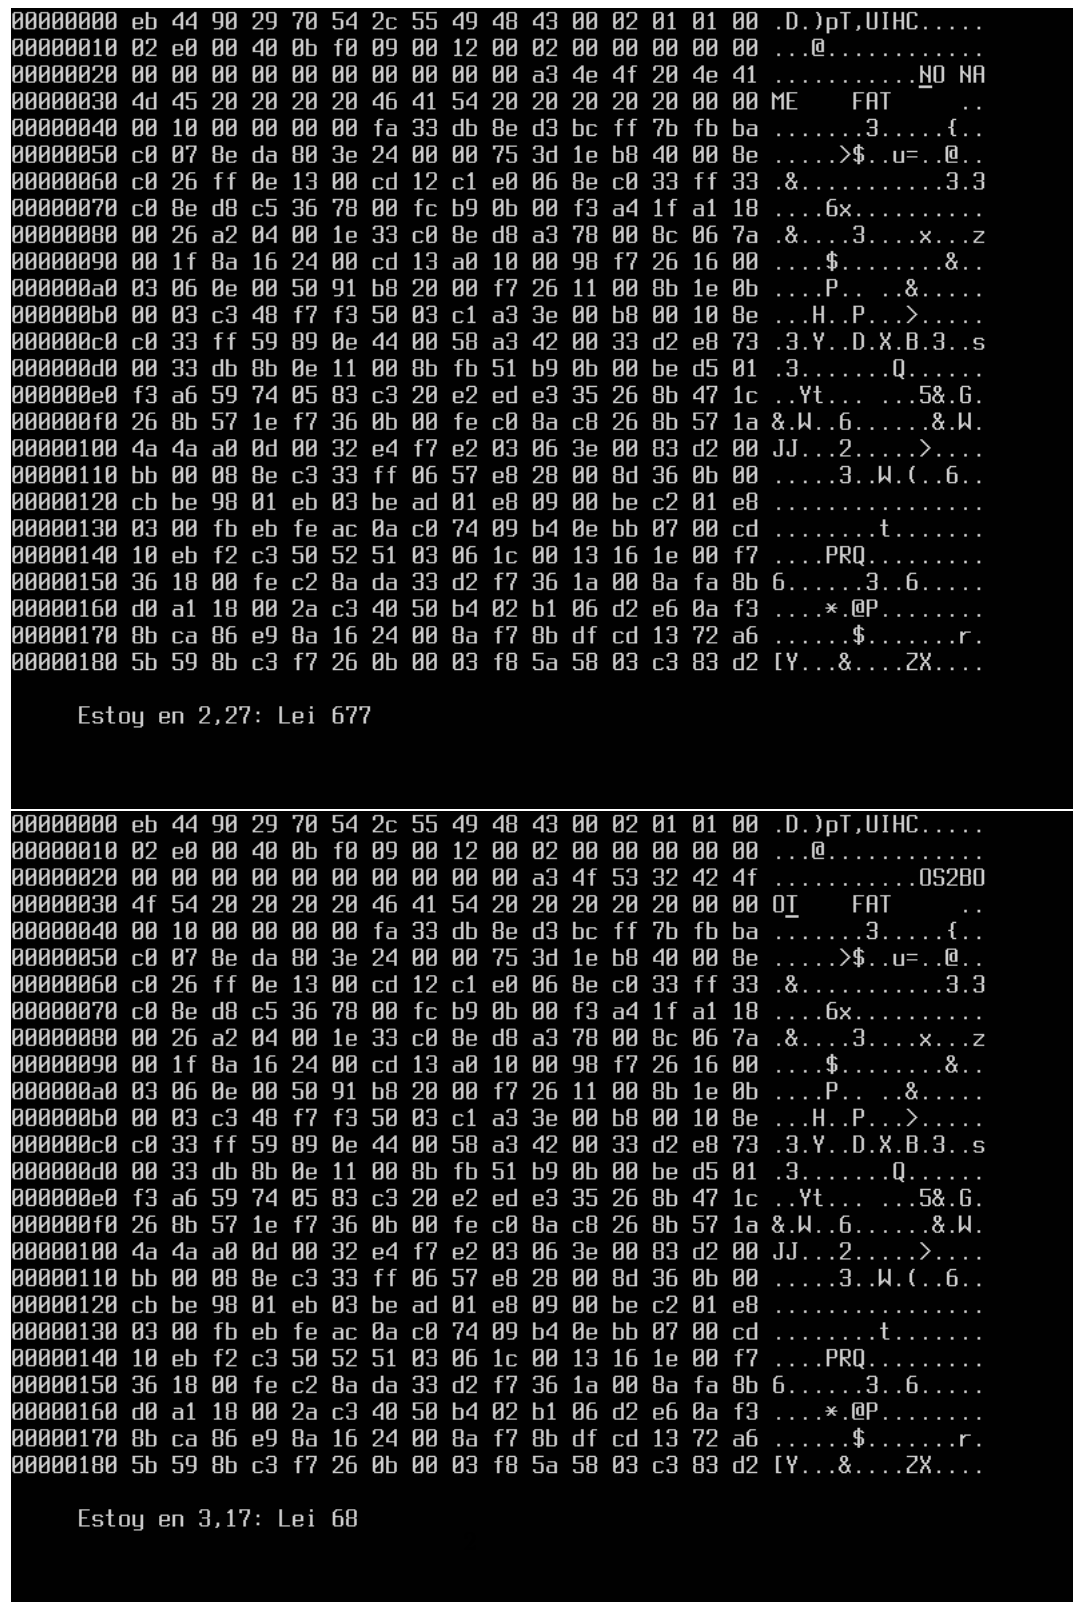 00000000 eb 44 90 29 70 54 2c 55 49 48 43 00 02 01 01 00 .D.)pT,UIHC.....
00000010 02 e0 00 40 0b f0 09 00 12 00 02 00 00 00 00 00 ...@............
00000020 00 00 00 00 00 00 00 00 00 00 a3 4e 4f 20 4e 41 ...........NO NA
00000030 4d 45 20 20 20 20 46 41 54 20 20 20 20 20 00 00 ME    FAT     ..
00000040 00 10 00 00 00 00 fa 33 db 8e d3 bc ff 7b fb ba .......3.....{..
00000050 c0 07 8e da 80 3e 24 00 00 75 3d 1e b8 40 00 8e .....>$..u=..@..
00000060 c0 26 ff 0e 13 00 cd 12 c1 e0 06 8e c0 33 ff 33 .&...........3.3
00000070 c0 8e d8 c5 36 78 00 fc b9 0b 00 f3 a4 1f a1 18 ....6x..........
00000080 00 26 a2 04 00 1e 33 c0 8e d8 a3 78 00 8c 06 7a .&....3....x...z
00000090 00 1f 8a 16 24 00 cd 13 a0 10 00 98 f7 26 16 00 ....$........&..
000000a0 03 06 0e 00 50 91 b8 20 00 f7 26 11 00 8b 1e 0b ....P.. ..&.....
000000b0 00 03 c3 48 f7 f3 50 03 c1 a3 3e 00 b8 00 10 8e ...H..P...>.....
000000c0 c0 33 ff 59 89 0e 44 00 58 a3 42 00 33 d2 e8 73 .3.Y..D.X.B.3..s
000000d0 00 33 db 8b 0e 11 00 8b fb 51 b9 0b 00 be d5 01 .3.......Q......
000000e0 f3 a6 59 74 05 83 c3 20 e2 ed e3 35 26 8b 47 1c ..Yt... ...5&.G.
000000f0 26 8b 57 1e f7 36 0b 00 fe c0 8a c8 26 8b 57 1a &.W..6......&.W.
00000100 4a 4a a0 0d 00 32 e4 f7 e2 03 06 3e 00 83 d2 00 JJ...2.....>....
00000110 bb 00 08 8e c3 33 ff 06 57 e8 28 00 8d 36 0b 00 .....3..W.(..6..
00000120 cb be 98 01 eb 03 be ad 01 e8 09 00 be c2 01 e8 ................
00000130 03 00 fb eb fe ac 0a c0 74 09 b4 0e bb 07 00 cd ........t.......
00000140 10 eb f2 c3 50 52 51 03 06 1c 00 13 16 1e 00 f7 ....PRQ.........
00000150 36 18 00 fe c2 8a da 33 d2 f7 36 1a 00 8a fa 8b 6......3..6.....
00000160 d0 a1 18 00 2a c3 40 50 b4 02 b1 06 d2 e6 0a f3 ....*.@P........
00000170 8b ca 86 e9 8a 16 24 00 8a f7 8b df cd 13 72 a6 ......$.......r.
00000180 5b 59 8b c3 f7 26 0b 00 03 f8 5a 58 03 c3 83 d2 [Y...&....ZX....
Estoy en 2,27: Lei 677
00000000 eb 44 90 29 70 54 2c 55 49 48 43 00 02 01 01 00 .D.)pT,UIHC.....
00000010 02 e0 00 40 0b f0 09 00 12 00 02 00 00 00 00 00 ...@............
00000020 00 00 00 00 00 00 00 00 00 00 a3 4f 53 32 42 4f ...........OS2BO
00000030 4f 54 20 20 20 20 46 41 54 20 20 20 20 20 00 00 OT    FAT     ..
00000040 00 10 00 00 00 00 fa 33 db 8e d3 bc ff 7b fb ba .......3.....{..
00000050 c0 07 8e da 80 3e 24 00 00 75 3d 1e b8 40 00 8e .....>$..u=..@..
00000060 c0 26 ff 0e 13 00 cd 12 c1 e0 06 8e c0 33 ff 33 .&...........3.3
00000070 c0 8e d8 c5 36 78 00 fc b9 0b 00 f3 a4 1f a1 18 ....6x..........
00000080 00 26 a2 04 00 1e 33 c0 8e d8 a3 78 00 8c 06 7a .&....3....x...z
00000090 00 1f 8a 16 24 00 cd 13 a0 10 00 98 f7 26 16 00 ....$........&..
000000a0 03 06 0e 00 50 91 b8 20 00 f7 26 11 00 8b 1e 0b ....P.. ..&.....
000000b0 00 03 c3 48 f7 f3 50 03 c1 a3 3e 00 b8 00 10 8e ...H..P...>.....
000000c0 c0 33 ff 59 89 0e 44 00 58 a3 42 00 33 d2 e8 73 .3.Y..D.X.B.3..s
000000d0 00 33 db 8b 0e 11 00 8b fb 51 b9 0b 00 be d5 01 .3.......Q......
000000e0 f3 a6 59 74 05 83 c3 20 e2 ed e3 35 26 8b 47 1c ..Yt... ...5&.G.
000000f0 26 8b 57 1e f7 36 0b 00 fe c0 8a c8 26 8b 57 1a &.W..6......&.W.
00000100 4a 4a a0 0d 00 32 e4 f7 e2 03 06 3e 00 83 d2 00 JJ...2.....>....
00000110 bb 00 08 8e c3 33 ff 06 57 e8 28 00 8d 36 0b 00 .....3..W.(..6..
00000120 cb be 98 01 eb 03 be ad 01 e8 09 00 be c2 01 e8 ................
00000130 03 00 fb eb fe ac 0a c0 74 09 b4 0e bb 07 00 cd ........t.......
00000140 10 eb f2 c3 50 52 51 03 06 1c 00 13 16 1e 00 f7 ....PRQ.........
00000150 36 18 00 fe c2 8a da 33 d2 f7 36 1a 00 8a fa 8b 6......3..6.....
00000160 d0 a1 18 00 2a c3 40 50 b4 02 b1 06 d2 e6 0a f3 ....*.@P........
00000170 8b ca 86 e9 8a 16 24 00 8a f7 8b df cd 13 72 a6 ......$.......r.
00000180 5b 59 8b c3 f7 26 0b 00 03 f8 5a 58 03 c3 83 d2 [Y...&....ZX....
Estoy en 3,17: Lei 68